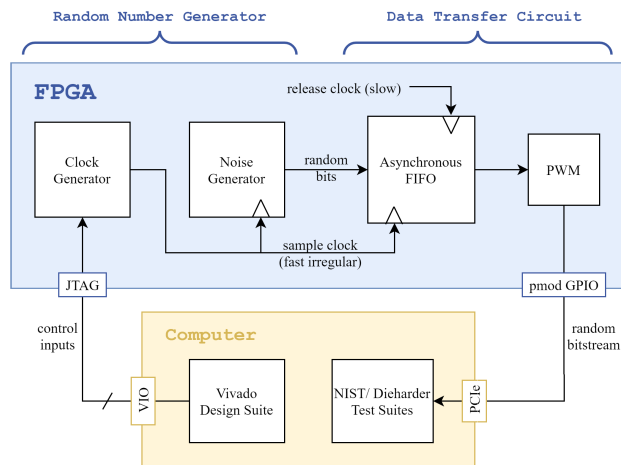 Random Number Generator
Data Transfer Circuit
FPGA
release clock (slow)
Clock
Generator
Noise
Generator
random
bits
Asynchronous
FIFO
PWM
sample clock
(fast irregular)
JTAG
pmod GPIO
control
inputs
random
bitstream
Computer
VIO
Vivado
Design Suite
NIST/ Dieharder
Test Suites
PCIe